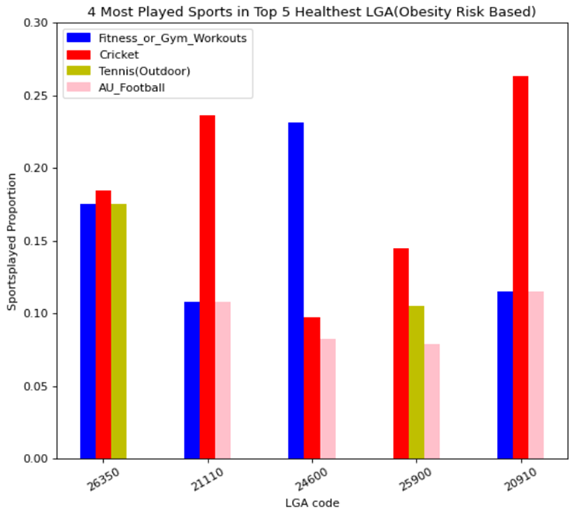 4 Most Played Sports in Top 5 Healthest LGA(Obesity Risk Based)
Fitness_or_Gym_Workouts
Cricket
Tennis(Outdoor)
AU_Football
Sportsplayed Proportion
0.30
0.25
0.20
0.15
0.10
0.05
0.00
26350
21110
24600
25900
20910
LGA code